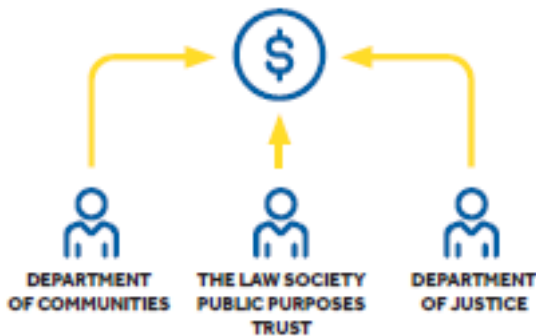 $
DEPARTMENT
OF COMMUNITIES
THE LAW SOCIETY
PUBLIC PURPOSES
TRUST
DEPARTMENT
OF JUSTICE